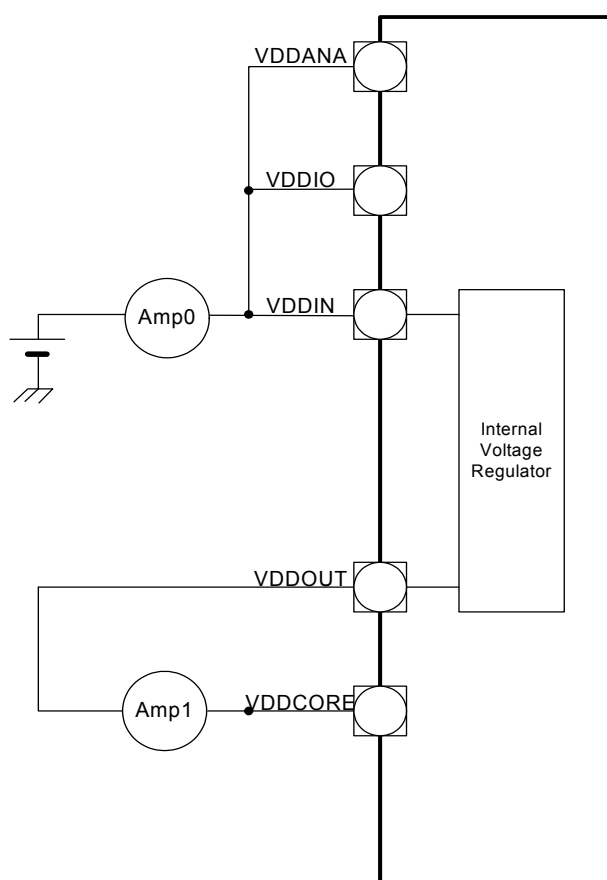 VDDANA
VDDIO
VDDIN
Amp0
Internal
Voltage
Regulator
VDDOUT
Amp1
VDDCORE